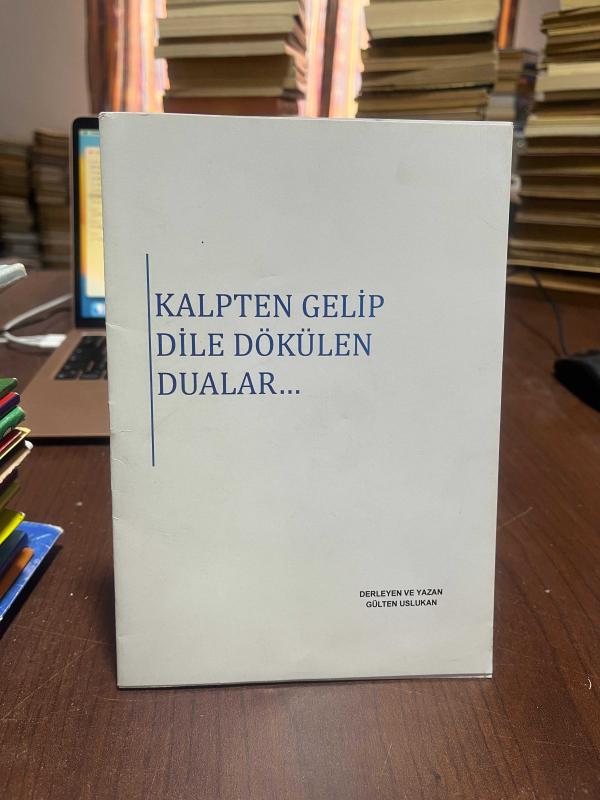 KALPTEN GELİP
DİLE DÖKÜLEN
DUALAR...
DERLEYEN VE YAZAN
GÜLTEN USLUKAN